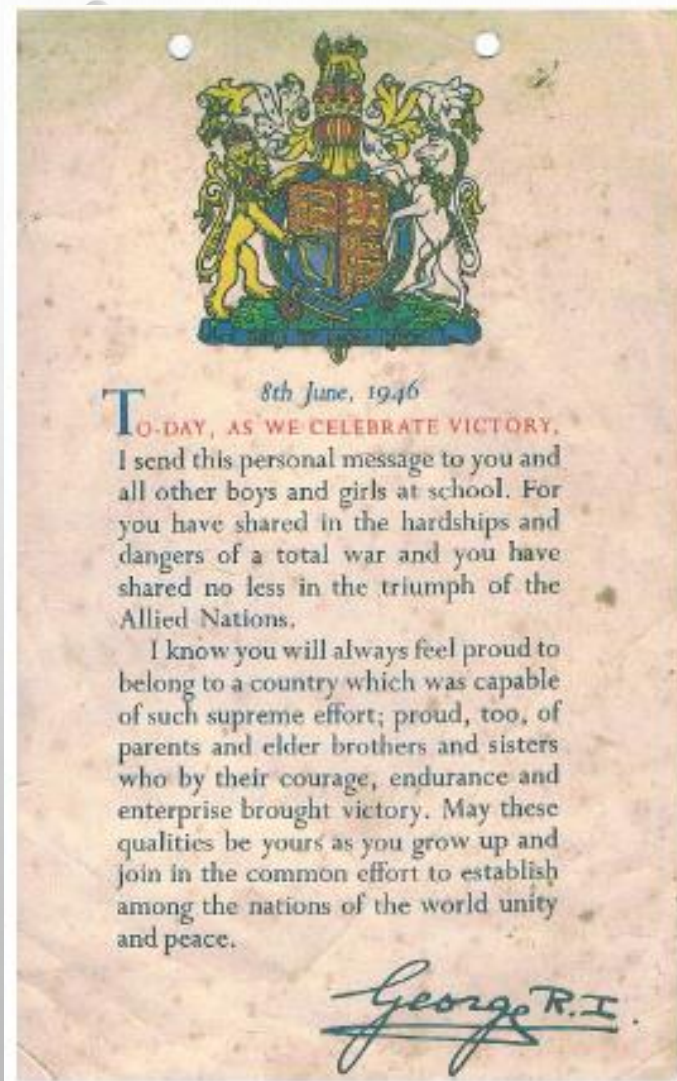 8th June, 1946
TO-DAY, AS WE CELEBRATE VICTORY,
I send this personal message to you and
all other boys and girls at school. For
you have shared in the hardships and
dangers of a total war and you have
shared no less in the triumph of the
Allied Nations.
I know you will always feel proud to
belong to a country which was capable
of such supreme effort; proud, too, of
parents and elder brothers and sisters
who by their courage, endurance and
enterprise brought victory. May these
qualities be yours as you grow up and
join in the common effort to establish
among the nations of the world unity
and peace.
George R.I.